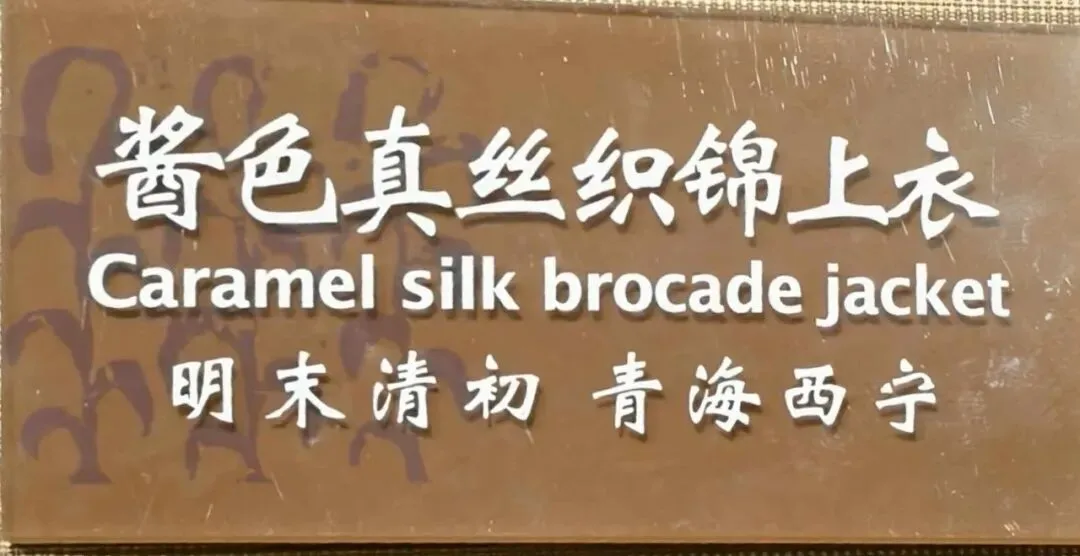 酱色真丝织锦上衣
Caramel silk brocade jacket
明末清初 青海西宁